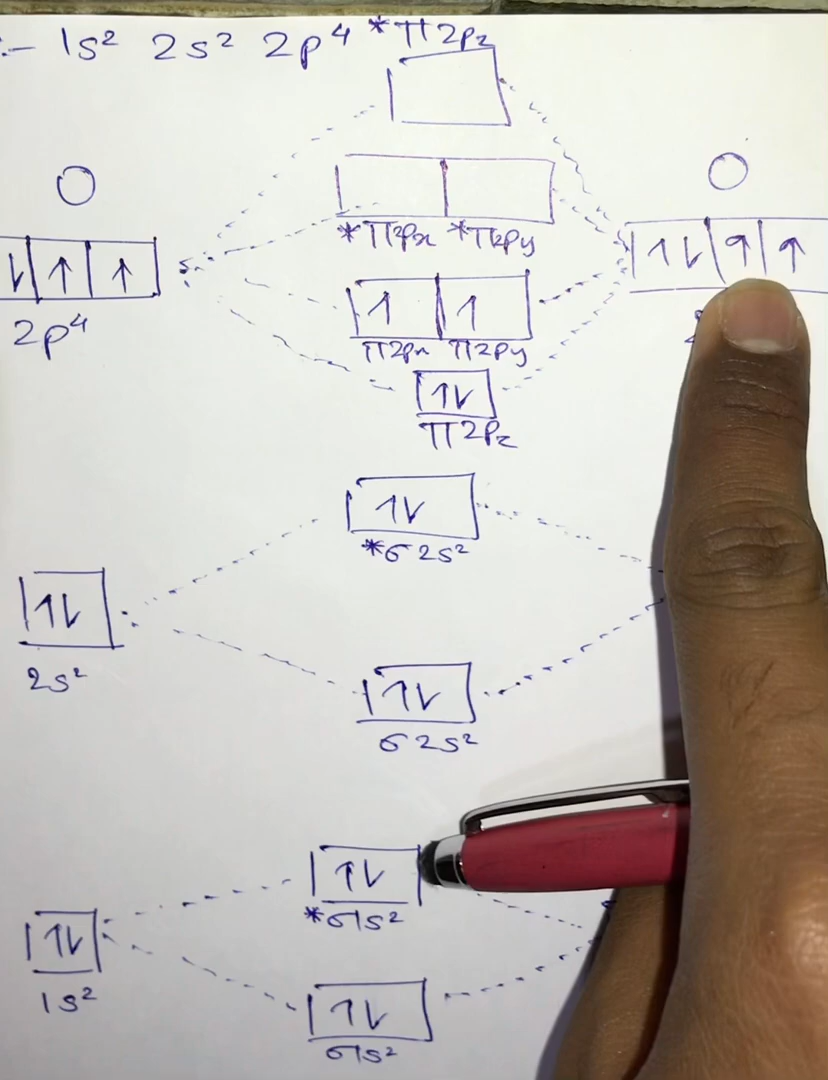 :- 1s² 2s² 2p⁴ *π2pz
O O
↓ ↑ ↑ ↑↓ ↑ ↑
*π2px *π2py
↑ ↑
2p⁴
π2px π2py
↑↓
π2pz
↑↓
*σ2s²
↑↓
2s²
↑↓
σ2s²
↑↓
*σ1s²
↑↓
1s²
↑↓
σ1s²